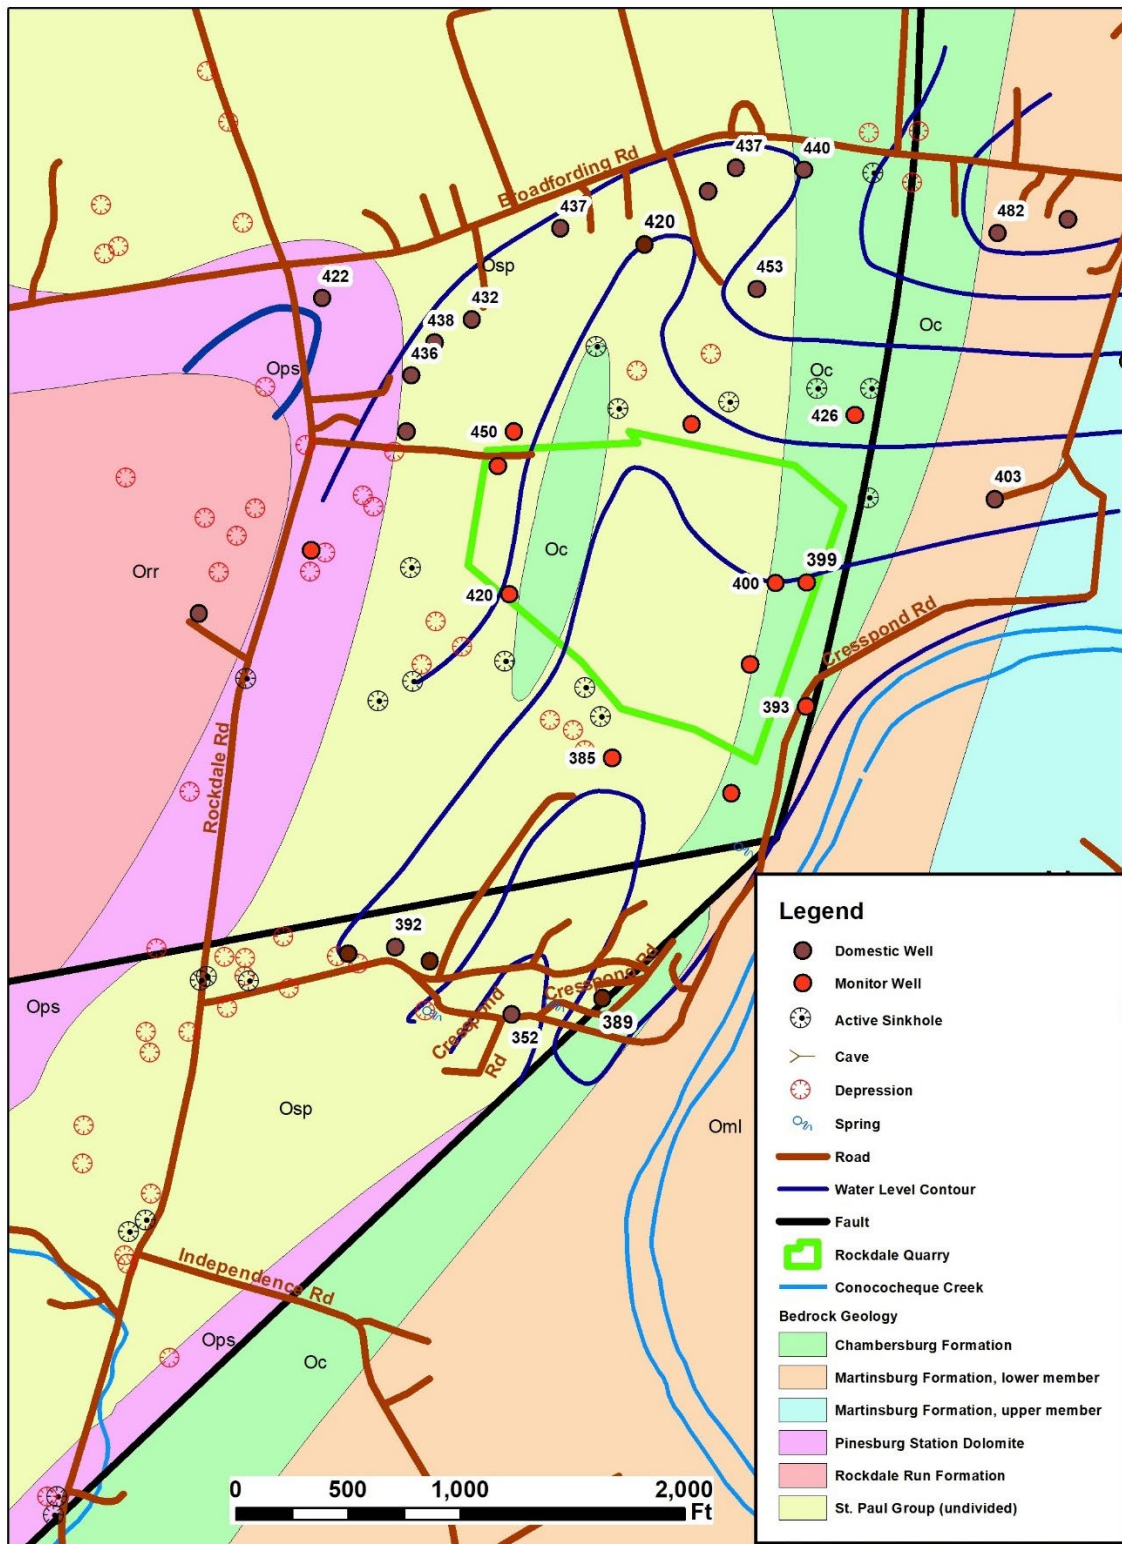 Broadfording Rd
437
440
437
420
482
Osp
422
453
432
438
Oc
436
Ops
Oc
426
450
403
Oc
Orr
399
400
420
Cresspond Rd
393
Rockdale Rd
385
392
Cresspond Rd
Cresspond
Rd
389
352
Ops
Osp
Oml
Independence Rd
Ops
Oc
0 500 1,000 2,000
Ft
Legend
Domestic Well
Monitor Well
Active Sinkhole
Cave
Depression
Spring
Road
Water Level Contour
Fault
Rockdale Quarry
Conococheque Creek
Bedrock Geology
Chambersburg Formation
Martinsburg Formation, lower member
Martinsburg Formation, upper member
Pinesburg Station Dolomite
Rockdale Run Formation
St. Paul Group (undivided)